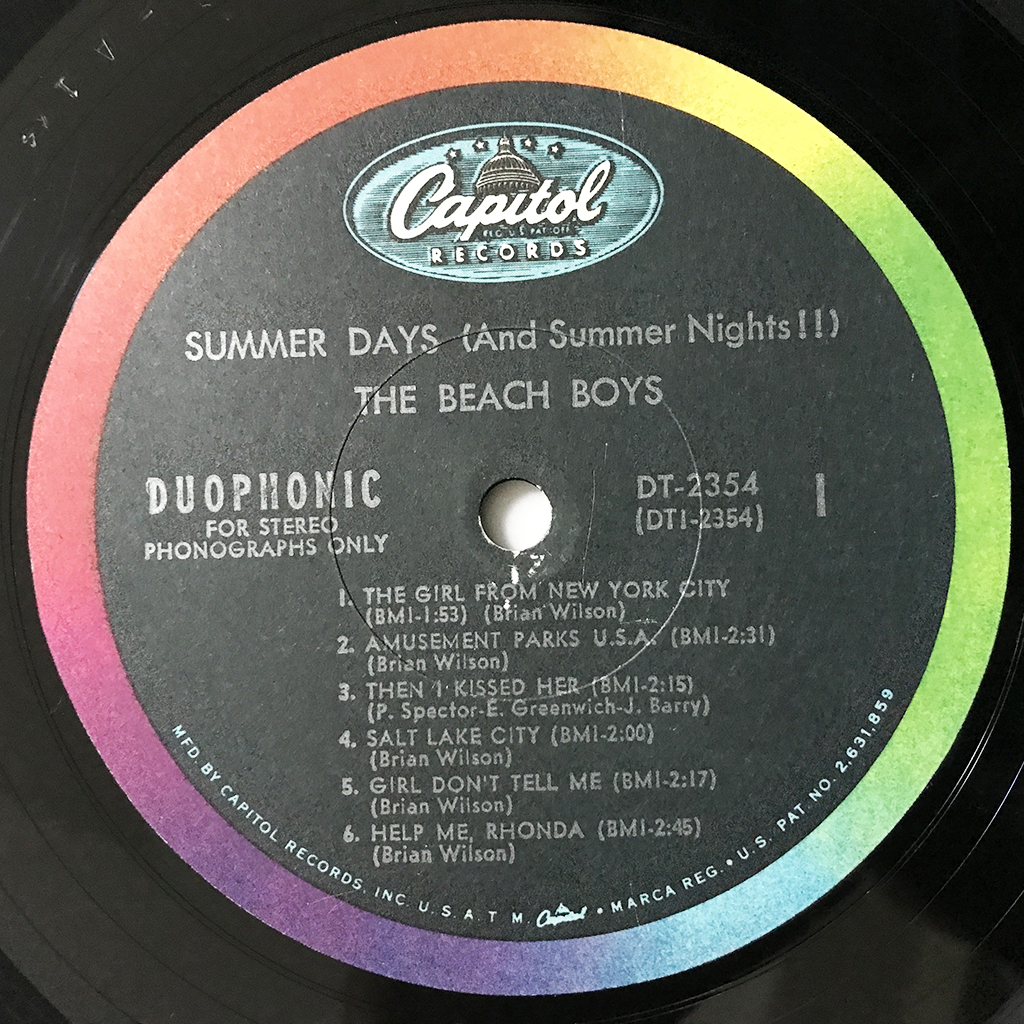 Capitol
REG. U.S. PAT. OFF.
RECORDS
SUMMER DAYS (And Summer Nights!!)
THE BEACH BOYS
DUOPHONIC
FOR STEREO
PHONOGRAPHS ONLY
DT-2354
(DT1-2354)
1
1. THE GIRL FROM NEW YORK CITY
(BMI-1:53) (Brian Wilson)
2. AMUSEMENT PARKS U.S.A. (BMI-2:31)
(Brian Wilson)
3. THEN I KISSED HER (BMI-2:15)
(P. Spector-E. Greenwich-J. Barry)
4. SALT LAKE CITY (BMI-2:00)
(Brian Wilson)
5. GIRL DON'T TELL ME (BMI-2:17)
(Brian Wilson)
6. HELP ME, RHONDA (BMI-2:45)
(Brian Wilson)
MFD. BY CAPITOL RECORDS, INC. U.S.A. T.M. Capitol • MARCA REG. • U.S. PAT. NO. 2,631,859